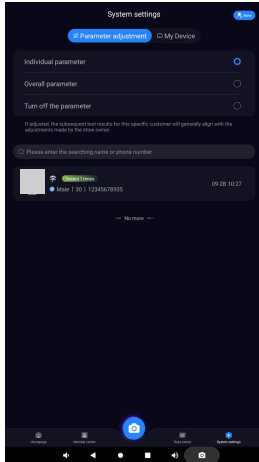 System settings
New
Parameter adjustment
My Device
Individual parameter
Overall parameter
Turn off the parameter
If adjusted, the subsequent test results for this specific customer will generally align with the
adjustments made by the store owner.
Please enter the searching name or phone number
Tested 1 times
09-28 10:27
Male | 30 | 12345678935
No more
Homepage
Member center
Data center
System settings